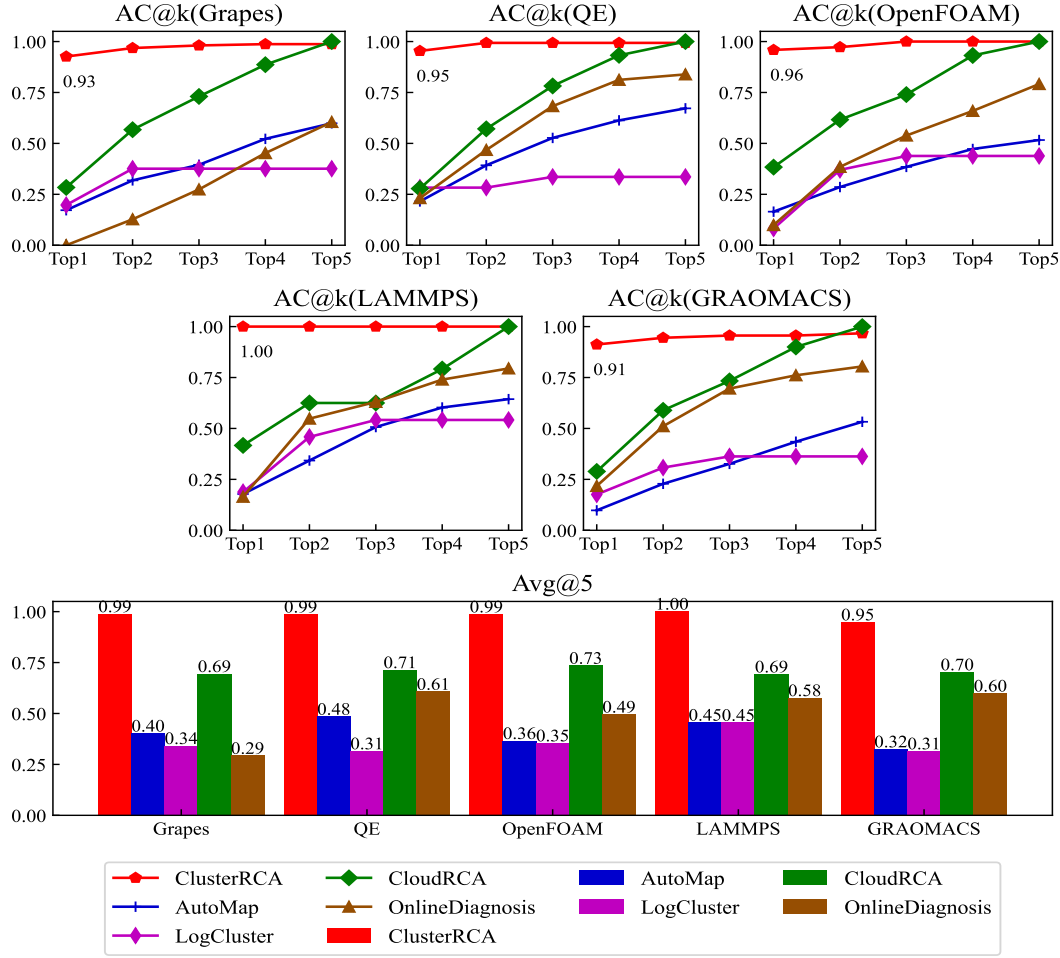 AC@k(Grapes) AC@k(QE) AC@k(OpenFOAM)
1.00 1.00 1.00
0.93 0.95 0.96
0.75 0.75 0.75
0.50 0.50 0.50
0.25 0.25 0.25
0.00 0.00 0.00
Top1 Top2 Top3 Top4 Top5 Top1 Top2 Top3 Top4 Top5 Top1 Top2 Top3 Top4 Top5
AC@k(LAMMPS) AC@k(GRAOMACS)
1.00 1.00
1.00 0.91
0.75 0.75
0.50 0.50
0.25 0.25
0.00 0.00
Top1 Top2 Top3 Top4 Top5 Top1 Top2 Top3 Top4 Top5
Avg@5
1.00
0.75
0.50
0.25
0.00
0.99 0.40 0.34 0.69 0.29
0.99 0.48 0.31 0.71 0.61
0.99 0.36 0.35 0.73 0.49
1.00 0.45 0.45 0.69 0.58
0.95 0.32 0.31 0.70 0.60
Grapes QE OpenFOAM LAMMPS GRAOMACS
ClusterRCA CloudRCA AutoMap CloudRCA
AutoMap OnlineDiagnosis LogCluster OnlineDiagnosis
LogCluster ClusterRCA